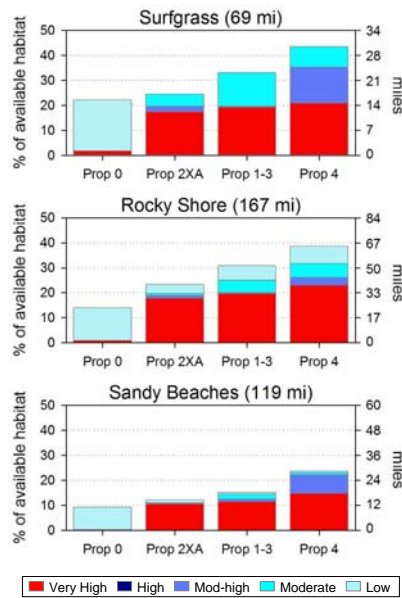 Surfgrass (69 mi)
% of available habitat
50
40
30
20
10
0
34
28
21
14
7
0
miles
Prop 0 Prop 2XA Prop 1-3 Prop 4
Rocky Shore (167 mi)
% of available habitat
50
40
30
20
10
0
84
67
50
33
17
0
miles
Prop 0 Prop 2XA Prop 1-3 Prop 4
Sandy Beaches (119 mi)
% of available habitat
50
40
30
20
10
0
60
48
36
24
12
0
miles
Prop 0 Prop 2XA Prop 1-3 Prop 4
Very High High Mod-high Moderate Low